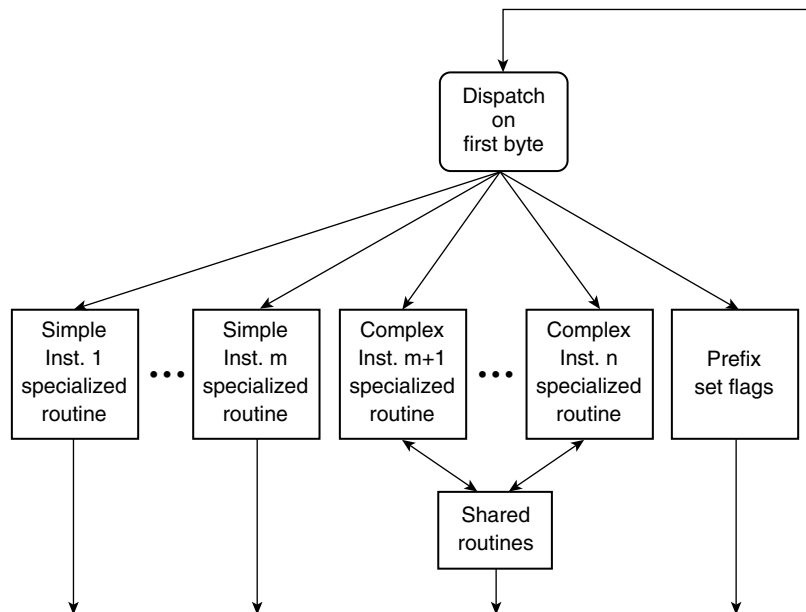 Dispatch
on
first byte
Simple
Inst. 1
specialized
routine
•••
Simple
Inst. m
specialized
routine
Complex
Inst. m+1
specialized
routine
•••
Complex
Inst. n
specialized
routine
Prefix
set flags
Shared
routines